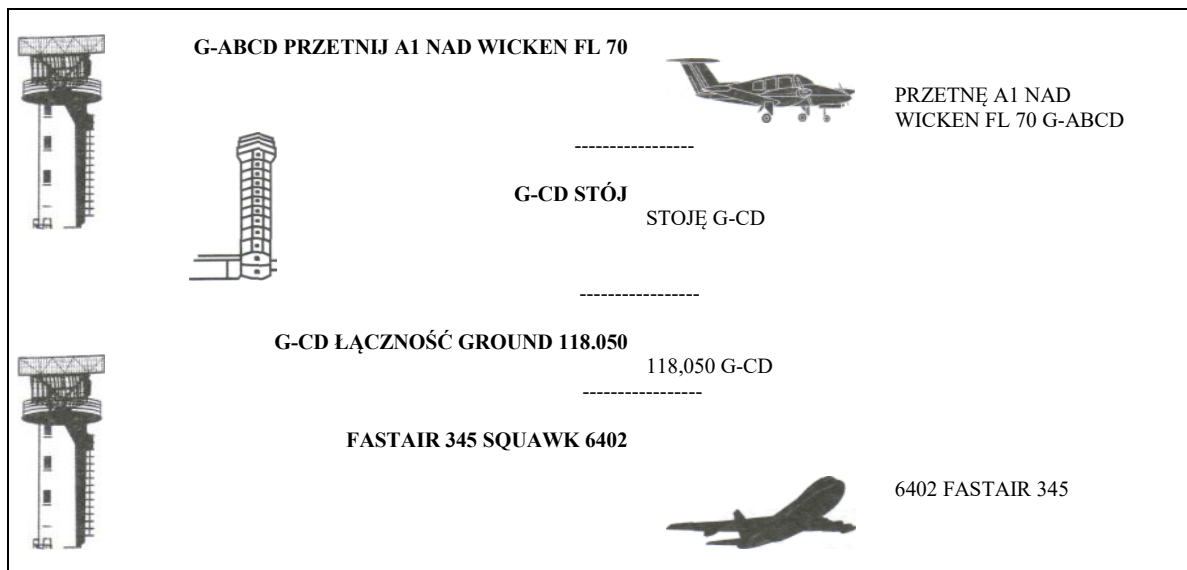 G-ABCD PRZETNIJ A1 NAD WICKEN FL 70
PRZETNĘ A1 NAD
WICKEN FL 70 G-ABCD
-----------------
G-CD STÓJ
STOJĘ G-CD
-----------------
G-CD ŁĄCZNOŚĆ GROUND 118.050
118,050 G-CD
-----------------
FASTAIR 345 SQUAWK 6402
6402 FASTAIR 345